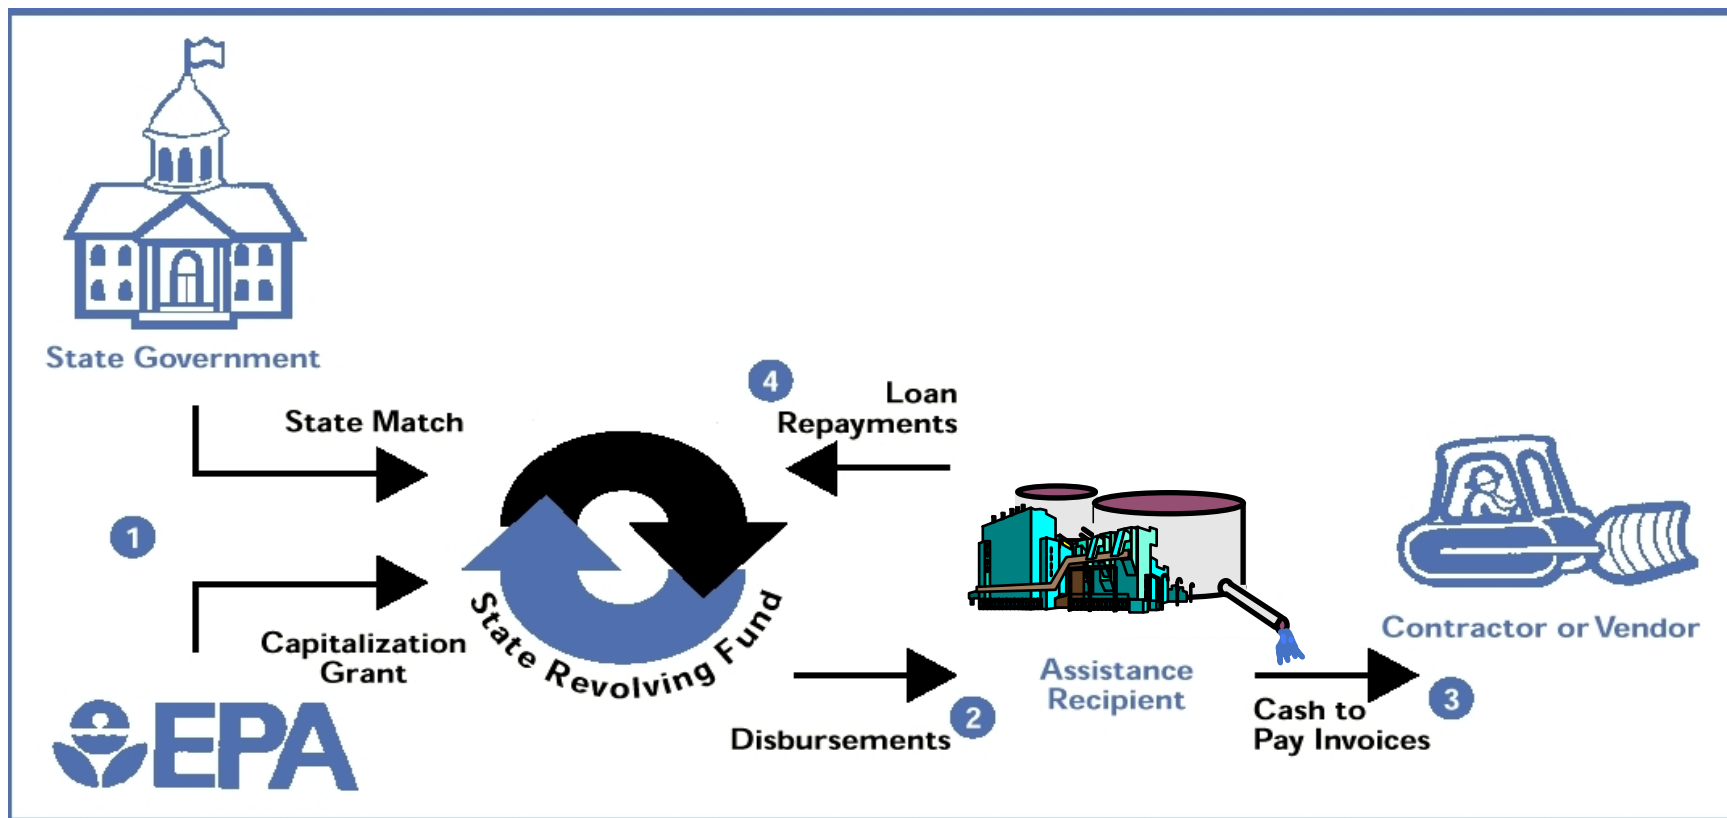 State Government
State Match
1
Capitalization
Grant
EPA
State Revolving Fund
4
Loan
Repayments
Disbursements
2
Assistance
Recipient
Cash to
Pay Invoices
3
Contractor or Vendor